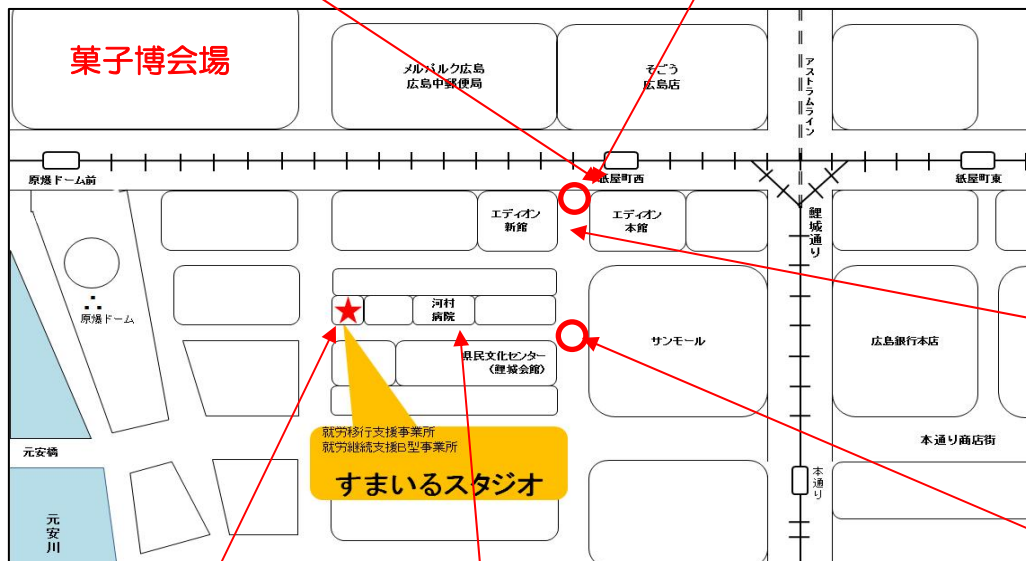 菓子博会場
メルパルク広島
広島中郵便局
そごう
広島店
アストラムライン
原爆ドーム前
紙屋町西
紙屋町東
エディオン
新館
エディオン
本館
鯉城通り
原爆ドーム
河村
病院
サンモール
広島銀行本店
県民文化センター
(鯉城会館)
就労移行支援事業所
就労継続支援B型事業所
すまいるスタジオ
本通り商店街
元安橋
本通り
元安川